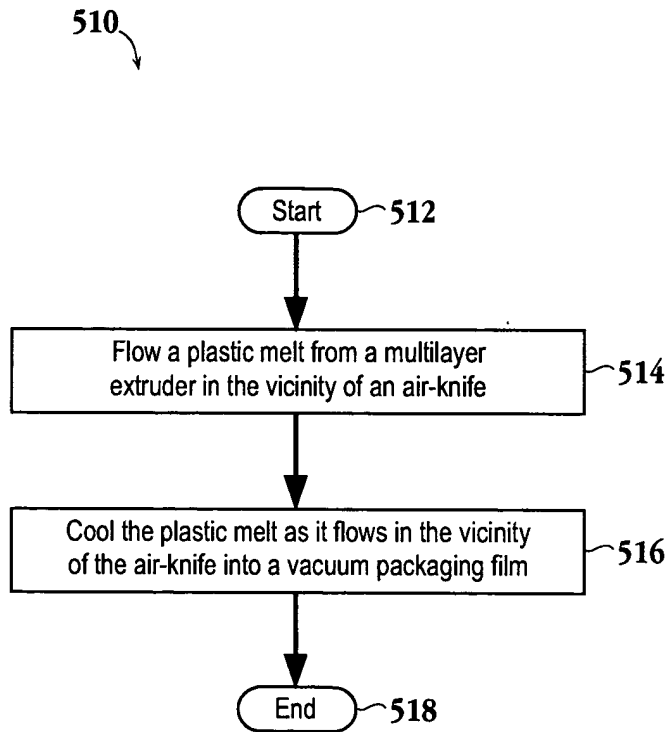 510
Start 512
Flow a plastic melt from a multilayer
extruder in the vicinity of an air-knife
514
Cool the plastic melt as it flows in the vicinity
of the air-knife into a vacuum packaging film
516
End 518